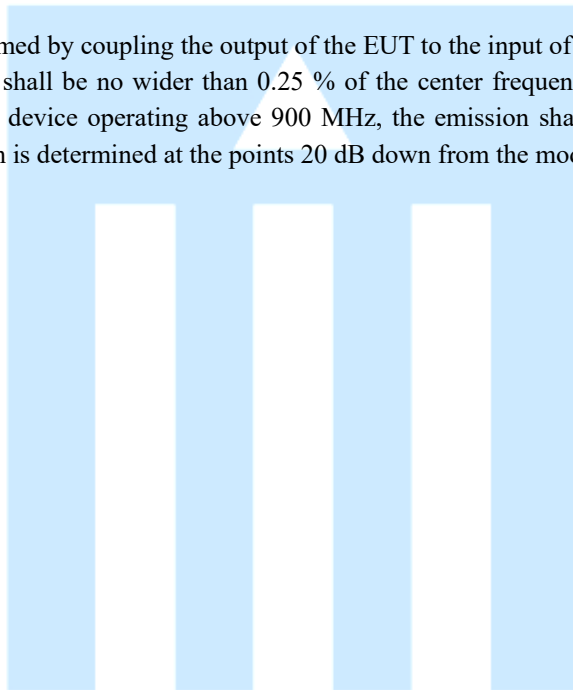 med by coupling the output of the EUT to the input of
shall be no wider than 0.25 % of the center frequen
device operating above 900 MHz, the emission sha
n is determined at the points 20 dB down from the mod